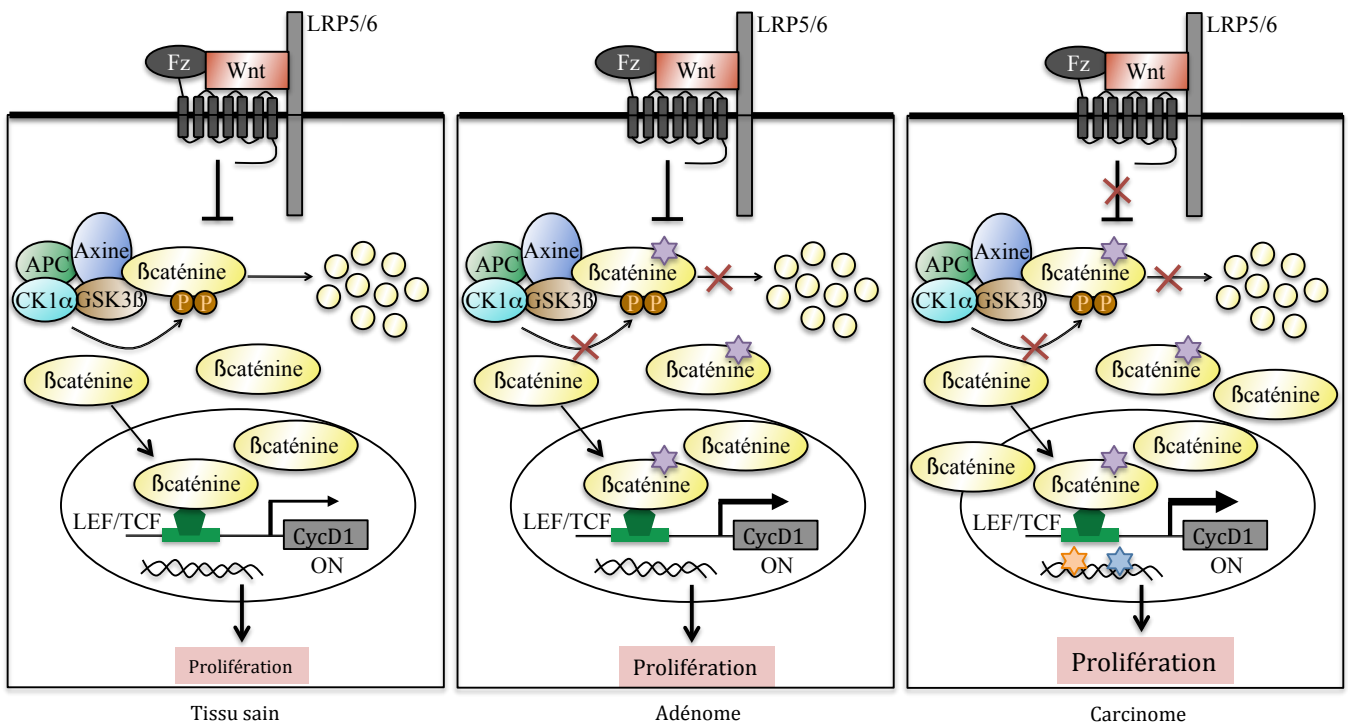 LRP5/6
Fz
Wnt
APC
Axine
ßcaténine
CK1α
GSK3ß
P
P
ßcaténine
ßcaténine
ßcaténine
ßcaténine
LEF/TCF
CycD1
ON
Prolifération
Tissu sain
LRP5/6
Fz
Wnt
APC
Axine
ßcaténine
CK1α
GSK3ß
P
P
ßcaténine
ßcaténine
ßcaténine
ßcaténine
LEF/TCF
CycD1
ON
Prolifération
Adénome
LRP5/6
Fz
Wnt
APC
Axine
ßcaténine
CK1α
GSK3ß
P
P
ßcaténine
ßcaténine
ßcaténine
ßcaténine
ßcaténine
ßcaténine
LEF/TCF
CycD1
ON
Prolifération
Carcinome